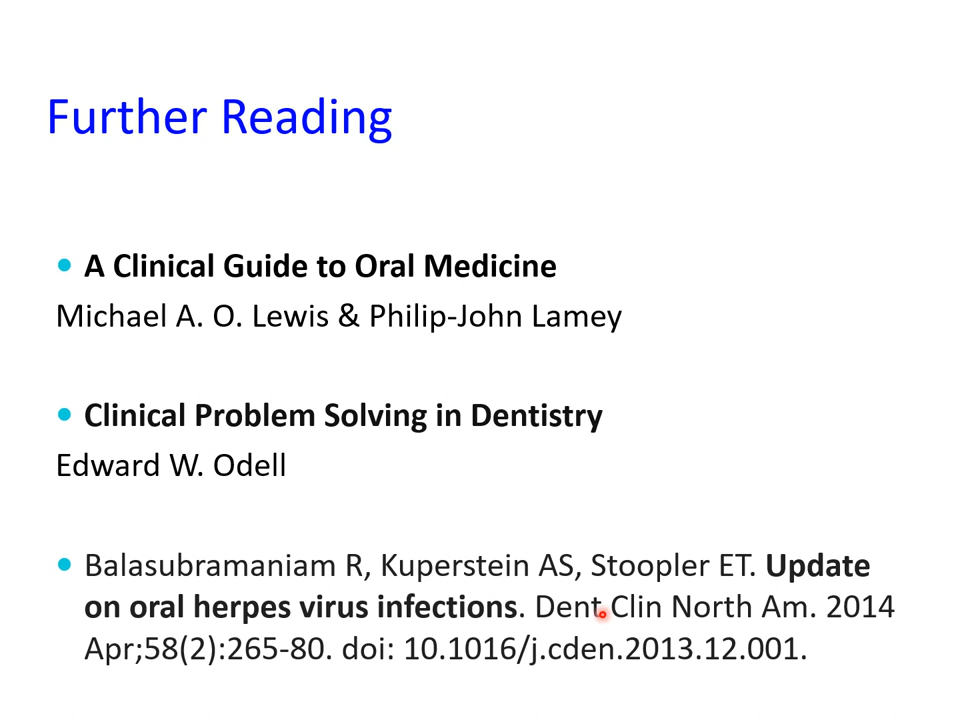 Further Reading
• A Clinical Guide to Oral Medicine
Michael A. O. Lewis & Philip-John Lamey
• Clinical Problem Solving in Dentistry
Edward W. Odell
• Balasubramaniam R, Kuperstein AS, Stoopler ET. Update
on oral herpes virus infections. Dent Clin North Am. 2014
Apr;58(2):265-80. doi: 10.1016/j.cden.2013.12.001.